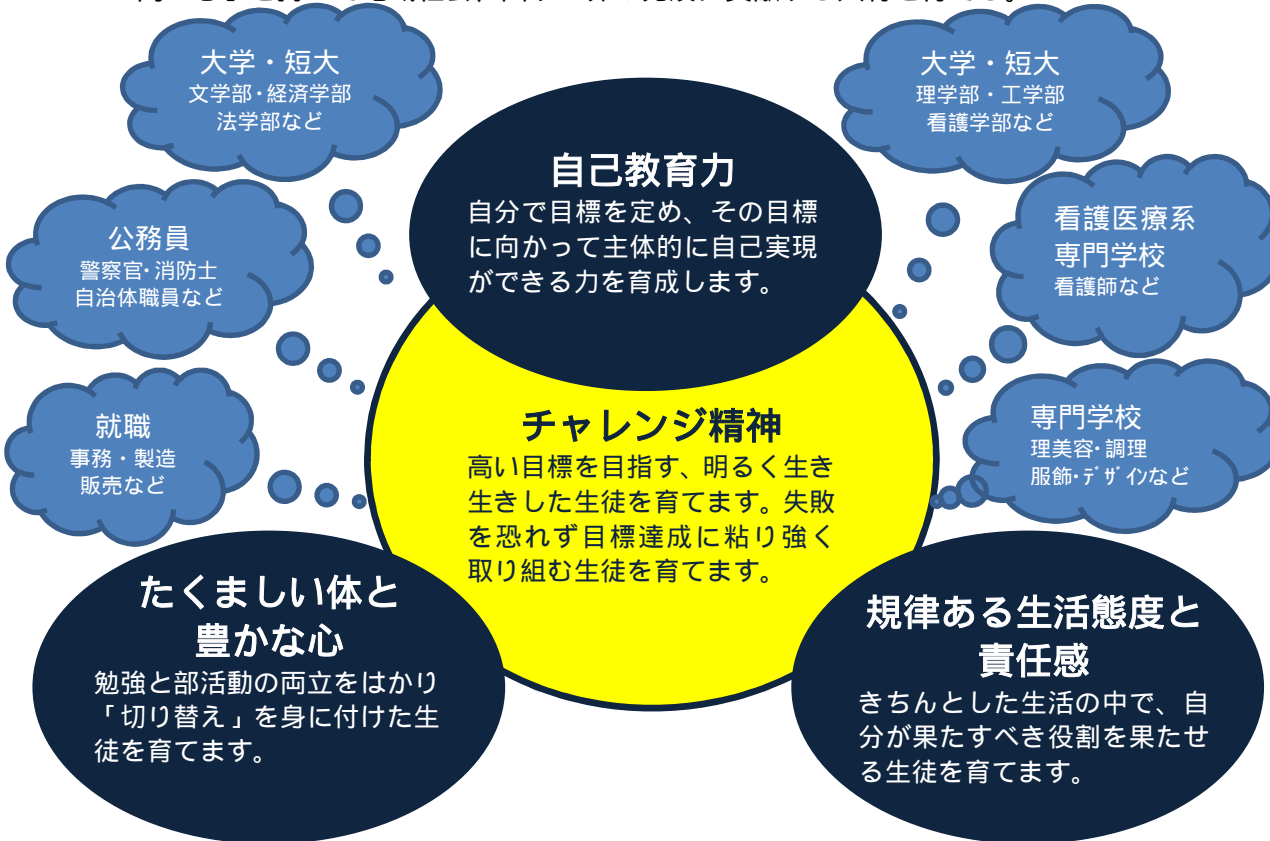 大学・短大
文学部・経済学部
法学部など
大学・短大
理学部・工学部
看護学部など
自己教育力
自分で目標を定め、その目標
に向かって主体的に自己実現
ができる力を育成します。
公務員
警察官・消防士
自治体職員など
看護医療系
専門学校
看護師など
チャレンジ精神
高い目標を目指す、明るく生き
生きした生徒を育てます。失敗
を恐れず目標達成に粘り強く
取り組む生徒を育てます。
就職
事務・製造
販売など
専門学校
理美容・調理
服飾・ﾃﾞｻﾞｲﾝなど
たくましい体と
豊かな心
勉強と部活動の両立をはかり
「切り替え」を身に付けた生
徒を育てます。
規律ある生活態度と
責任感
きちんとした生活の中で、自
分が果たすべき役割を果たせ
る生徒を育てます。